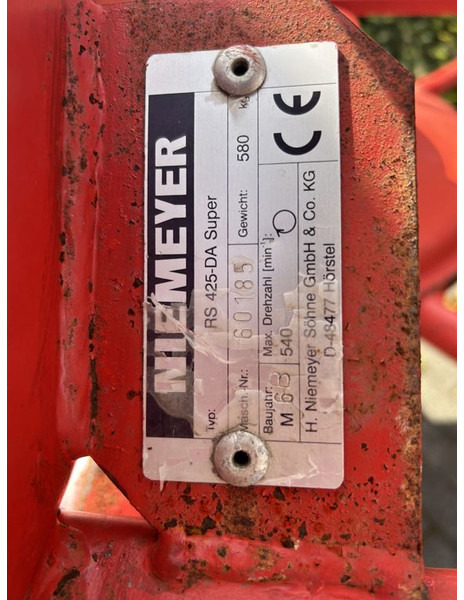 NIEMEYER
Typ: RS 425-DA Super
Masch.-Nr.: 60185 Gewicht: 580 kg
Baujahr: Max. Drehzahl [min⁻¹]:
M 540
H. Niemeyer Söhne GmbH & Co. KG
D-48477 Hörstel
CE